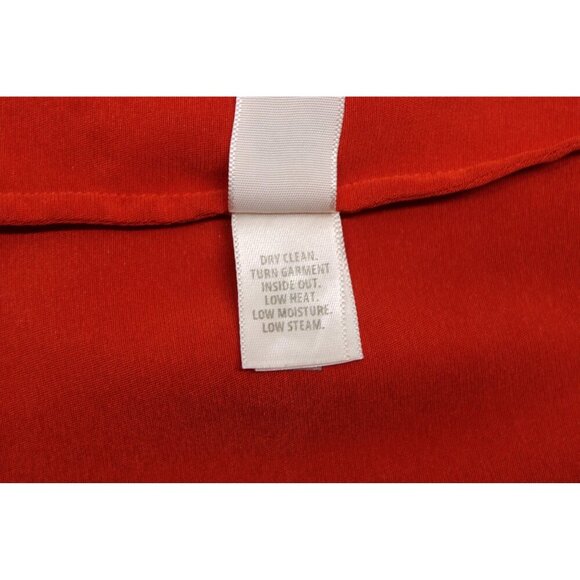 DRY CLEAN.
TURN GARMENT
INSIDE OUT.
LOW HEAT.
LOW MOISTURE.
LOW STEAM.